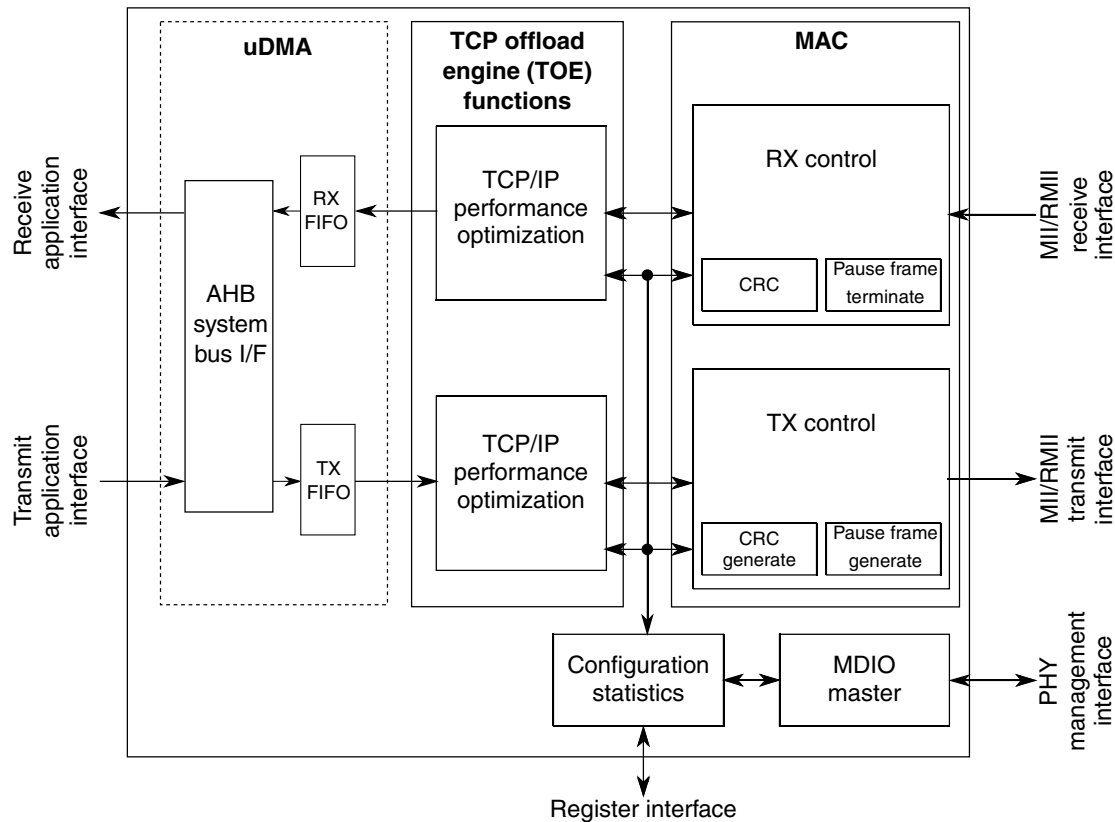 uDMA
TCP offload
engine (TOE)
functions
MAC
Receive
application
interface
RX
FIFO
TCP/IP
performance
optimization
RX control
CRC
Pause frame
terminate
MII/RMII
receive
interface
AHB
system
bus I/F
Transmit
application
interface
TX
FIFO
TCP/IP
performance
optimization
TX control
CRC
generate
Pause frame
generate
MII/RMII
transmit
interface
Configuration
statistics
MDIO
master
PHY
management
interface
Register interface